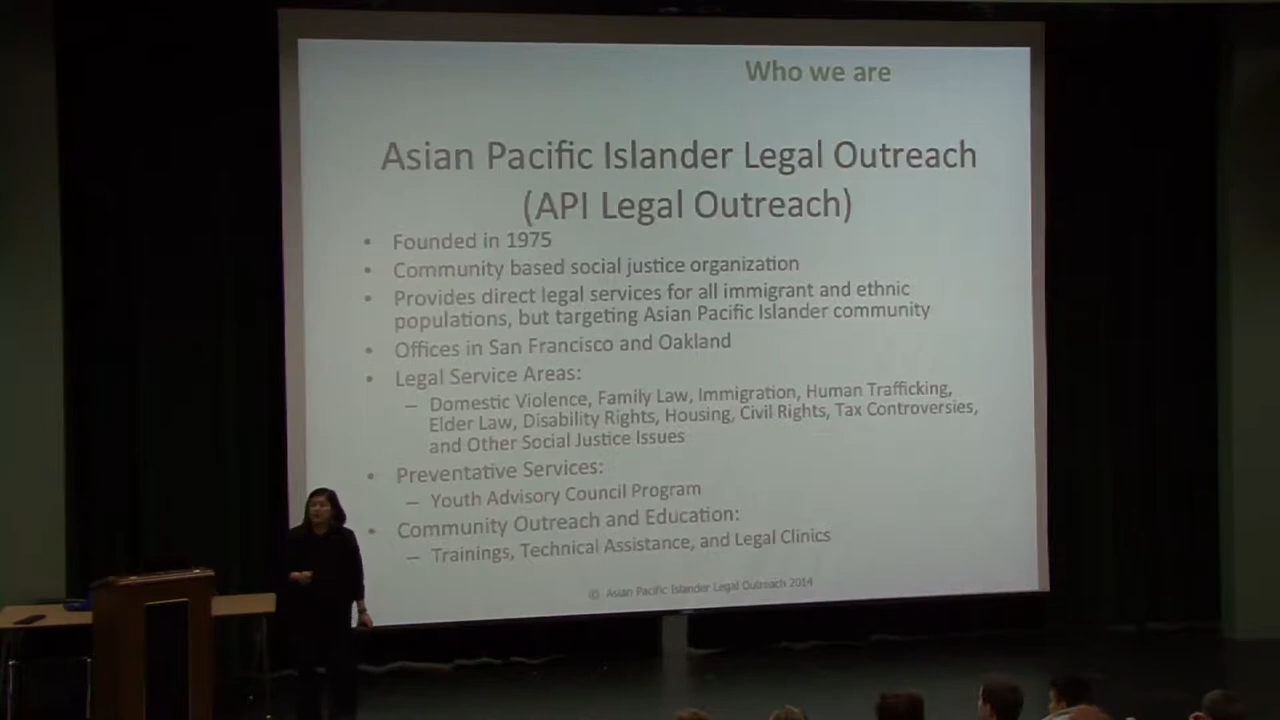 Who we are
Asian Pacific Islander Legal Outreach
(API Legal Outreach)
• Founded in 1975
• Community based social justice organization
• Provides direct legal services for all immigrant and ethnic
populations, but targeting Asian Pacific Islander community
• Offices in San Francisco and Oakland
• Legal Service Areas:
– Domestic Violence, Family Law, Immigration, Human Trafficking,
Elder Law, Disability Rights, Housing, Civil Rights, Tax Controversies,
and Other Social Justice Issues
• Preventative Services:
– Youth Advisory Council Program
• Community Outreach and Education:
– Trainings, Technical Assistance, and Legal Clinics
© Asian Pacific Islander Legal Outreach 2014